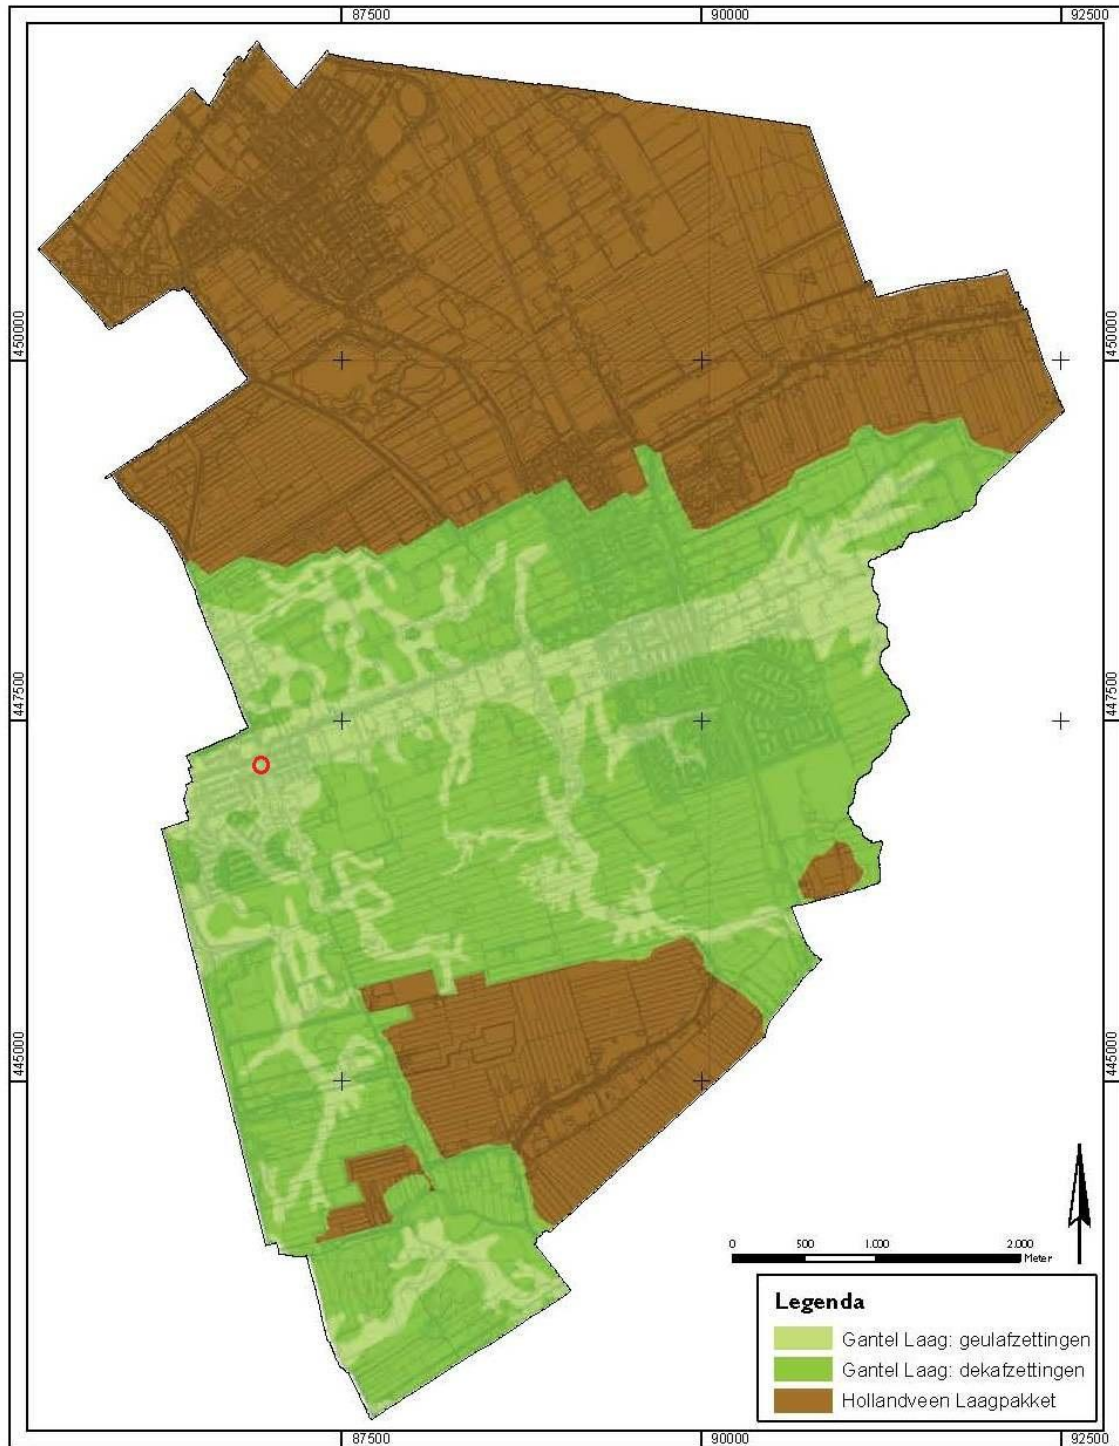 87500 90000 92500
450000 450000
447500 447500
445000 445000
0 500 1.000 2.000
Meter
Legenda
Gantel Laag: geulafzettingen
Gantel Laag: dekafzettingen
Hollandveen Laagpakket
87500 90000 92500